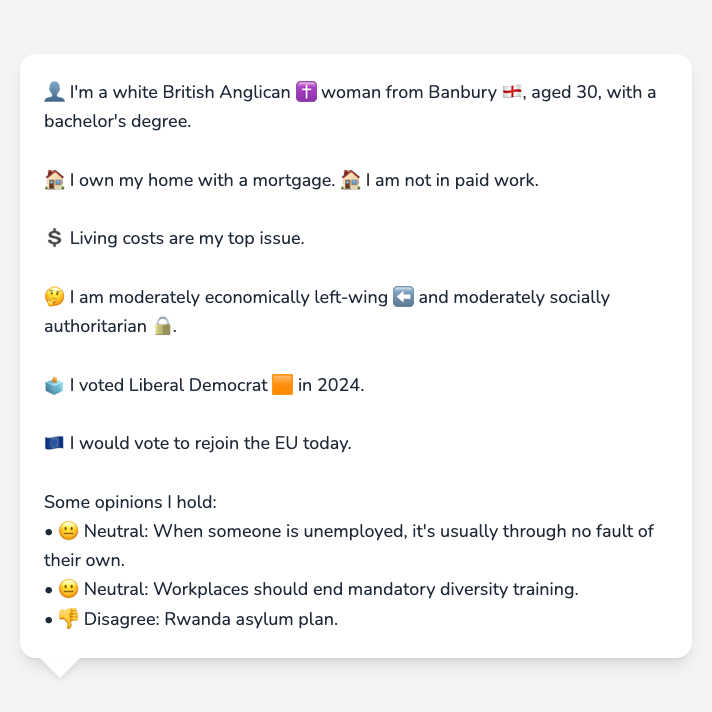 👤 I'm a white British Anglican ✝️ woman from Banbury 🏴󠁧󠁢󠁥󠁮󠁧󠁿, aged 30, with a
bachelor's degree.
🏠 I own my home with a mortgage. 🏠 I am not in paid work.
💲 Living costs are my top issue.
🤔 I am moderately economically left-wing ⬅️ and moderately socially
authoritarian 🔒.
🗳️ I voted Liberal Democrat 🟧 in 2024.
🇪🇺 I would vote to rejoin the EU today.
Some opinions I hold:
• 😐 Neutral: When someone is unemployed, it's usually through no fault of
their own.
• 😐 Neutral: Workplaces should end mandatory diversity training.
• 👎 Disagree: Rwanda asylum plan.